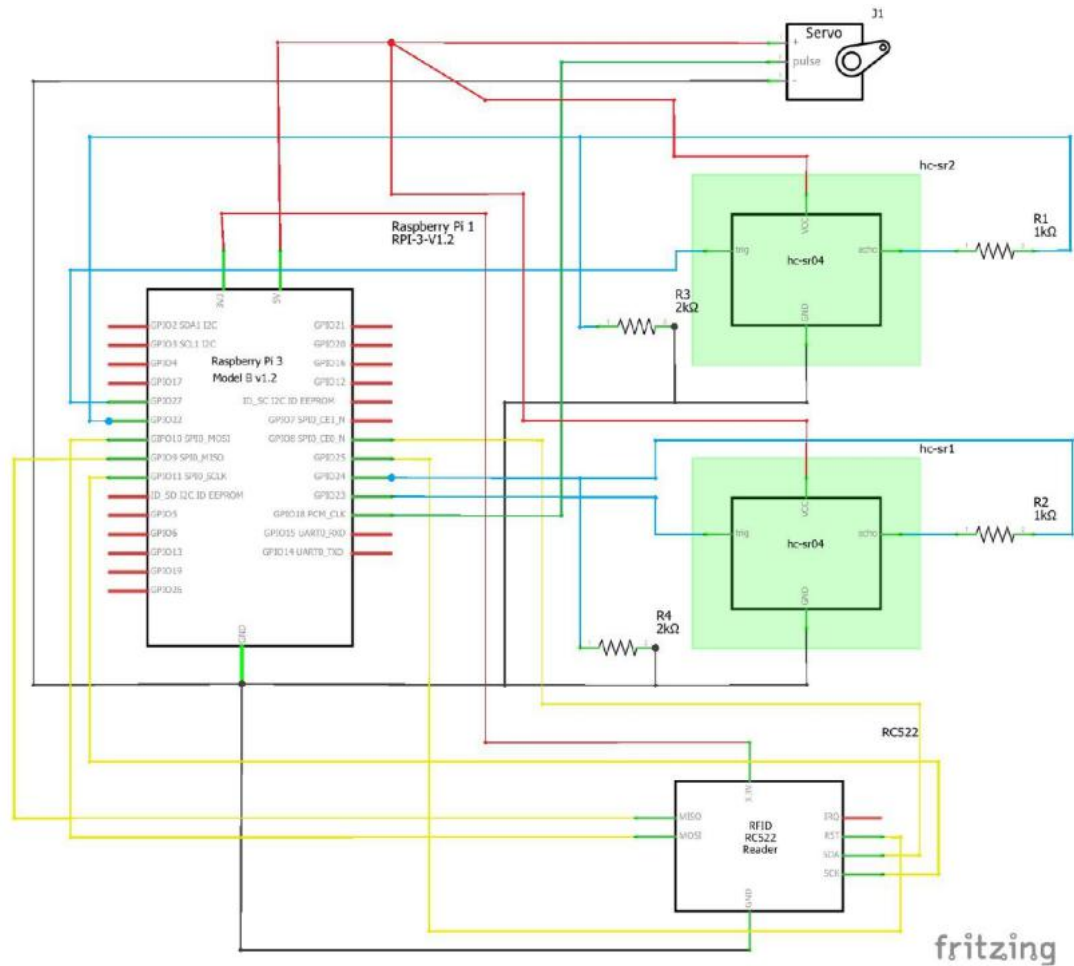 J1
Servo
+
pulse
-
hc-sr2
VCC
trig
hc-sr04
echo
GND
R1
1kΩ
Raspberry Pi 1
RPI-3-V1.2
R3
2kΩ
3V3
5V
Raspberry Pi 3
Model B v1.2
GPIO2 SDA1 I2C
GPIO3 SCL1 I2C
GPIO4
GPIO17
GPIO27
GPIO22
GPIO10 SPI0_MOSI
GPIO9 SPI0_MISO
GPIO11 SPI0_SCLK
ID_SD I2C ID EEPROM
GPIO5
GPIO6
GPIO13
GPIO19
GPIO26
GPIO21
GPIO20
GPIO16
GPIO12
ID_SC I2C ID EEPROM
GPIO7 SPI0_CE1_N
GPIO8 SPI0_CE0_N
GPIO25
GPIO24
GPIO23
GPIO18 PCM_CLK
GPIO15 UART0_RXD
GPIO14 UART0_TXD
GND
hc-sr1
VCC
trig
hc-sr04
echo
GND
R2
1kΩ
R4
2kΩ
RC522
3.3V
MISO
MOSI
RFID
RC522
Reader
IRQ
RST
SDA
SCK
GND
fritzing